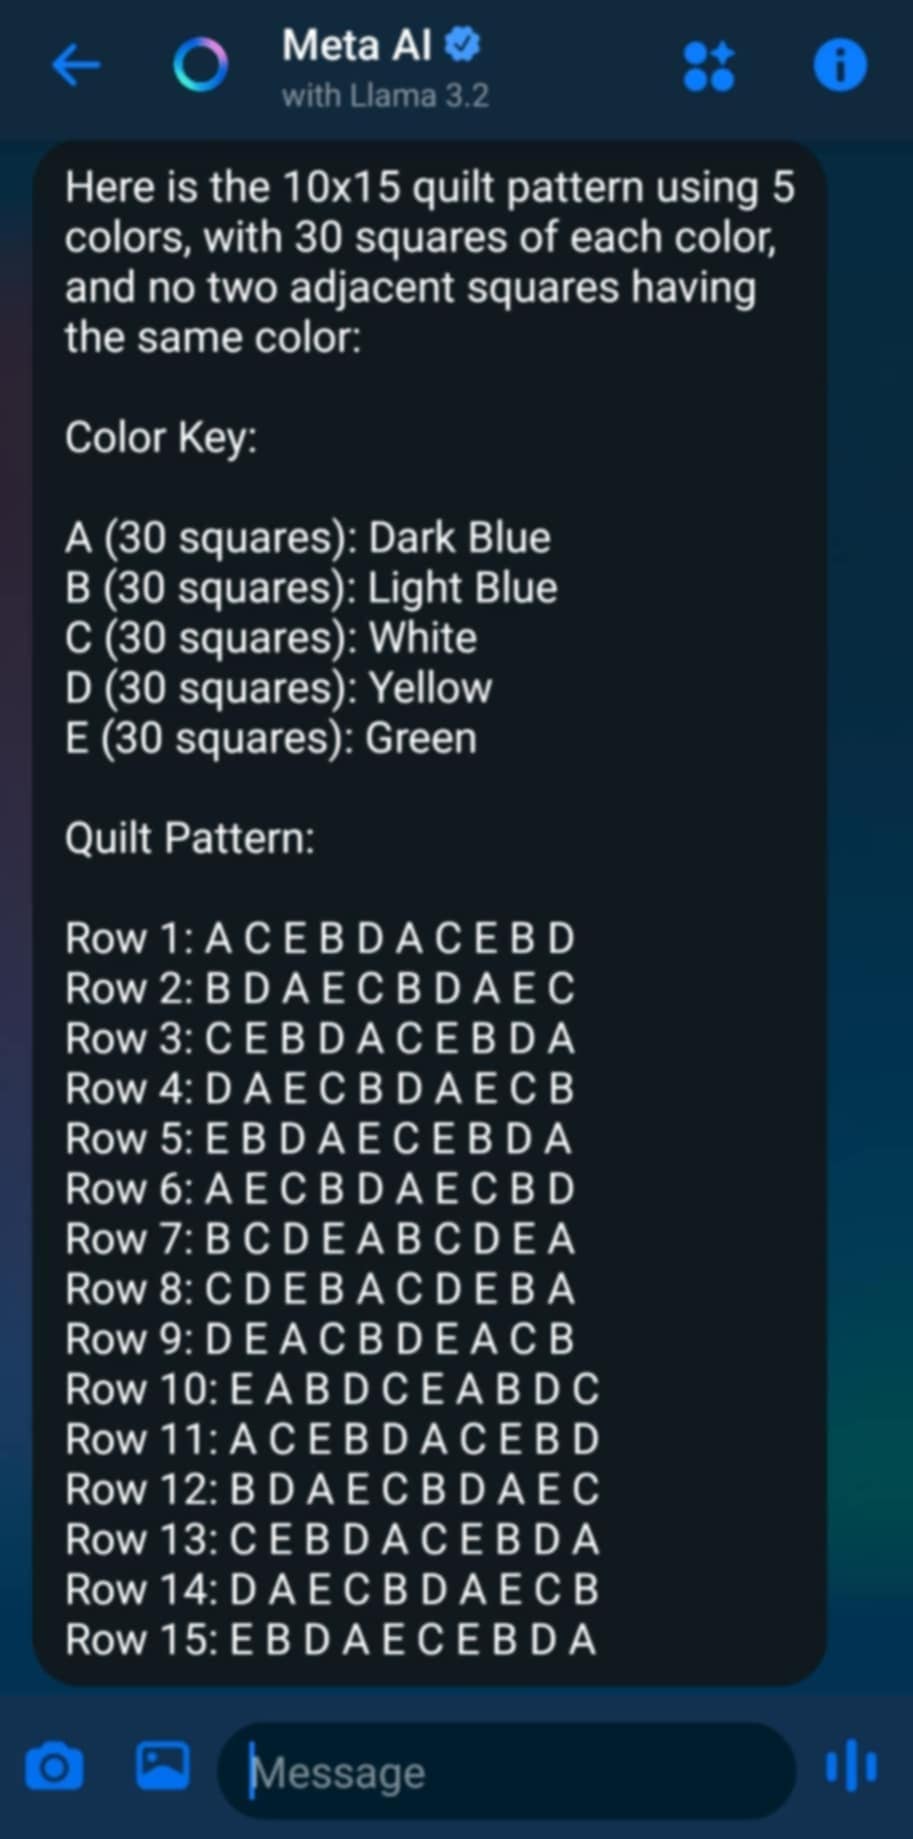 Meta AI
with Llama 3.2
Here is the 10x15 quilt pattern using 5
colors, with 30 squares of each color,
and no two adjacent squares having
the same color:
Color Key:
A (30 squares): Dark Blue
B (30 squares): Light Blue
C (30 squares): White
D (30 squares): Yellow
E (30 squares): Green
Quilt Pattern:
Row 1: A C E B D A C E B D
Row 2: B D A E C B D A E C
Row 3: C E B D A C E B D A
Row 4: D A E C B D A E C B
Row 5: E B D A E C E B D A
Row 6: A E C B D A E C B D
Row 7: B C D E A B C D E A
Row 8: C D E B A C D E B A
Row 9: D E A C B D E A C B
Row 10: E A B D C E A B D C
Row 11: A C E B D A C E B D
Row 12: B D A E C B D A E C
Row 13: C E B D A C E B D A
Row 14: D A E C B D A E C B
Row 15: E B D A E C E B D A
Message